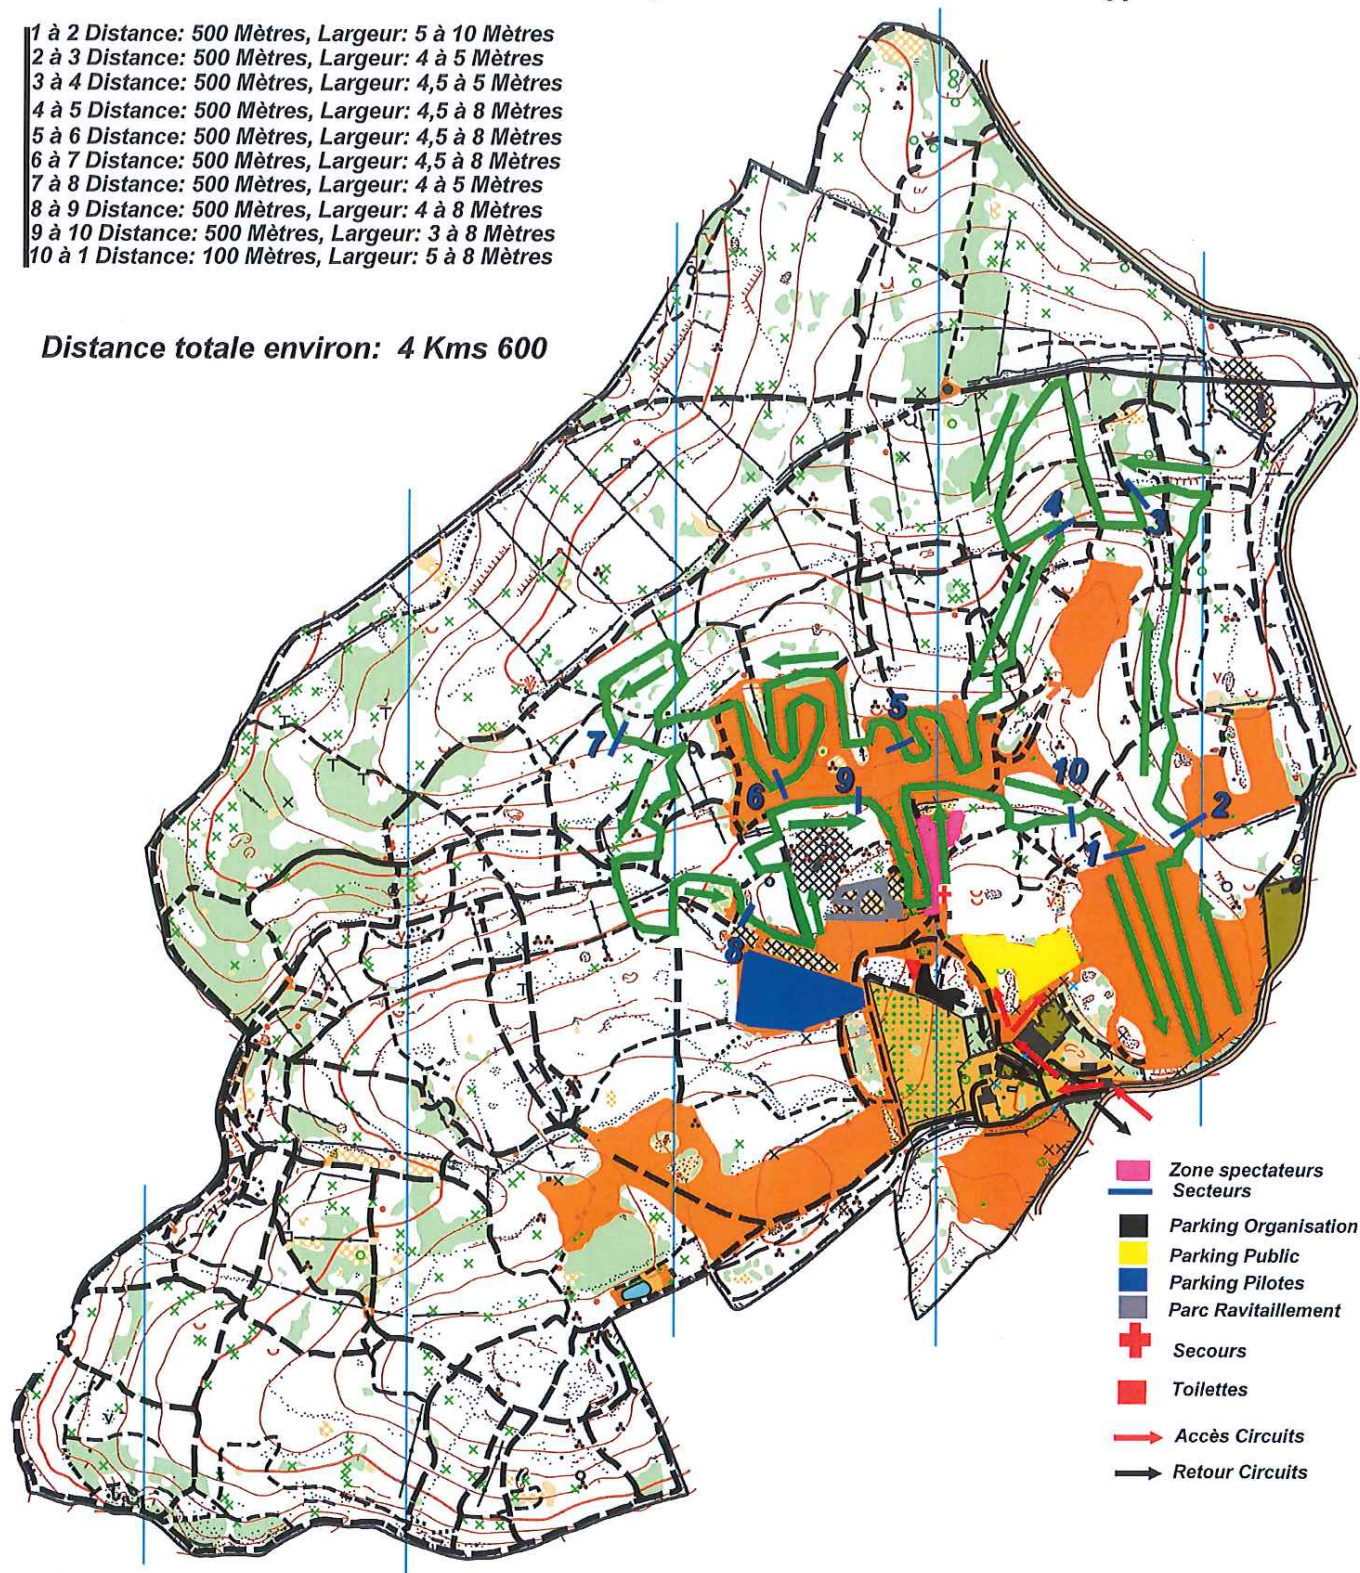 1 à 2 Distance: 500 Mètres, Largeur: 5 à 10 Mètres
2 à 3 Distance: 500 Mètres, Largeur: 4 à 5 Mètres
3 à 4 Distance: 500 Mètres, Largeur: 4,5 à 5 Mètres
4 à 5 Distance: 500 Mètres, Largeur: 4,5 à 8 Mètres
5 à 6 Distance: 500 Mètres, Largeur: 4,5 à 8 Mètres
6 à 7 Distance: 500 Mètres, Largeur: 4,5 à 8 Mètres
7 à 8 Distance: 500 Mètres, Largeur: 4 à 5 Mètres
8 à 9 Distance: 500 Mètres, Largeur: 4 à 8 Mètres
9 à 10 Distance: 500 Mètres, Largeur: 3 à 8 Mètres
10 à 1 Distance: 100 Mètres, Largeur: 5 à 8 Mètres
Distance totale environ: 4 Kms 600
4
3
5
7
6
9
10
2
1
8
Zone spectateurs
Secteurs
Parking Organisation
Parking Public
Parking Pilotes
Parc Ravitaillement
Secours
Toilettes
Accès Circuits
Retour Circuits